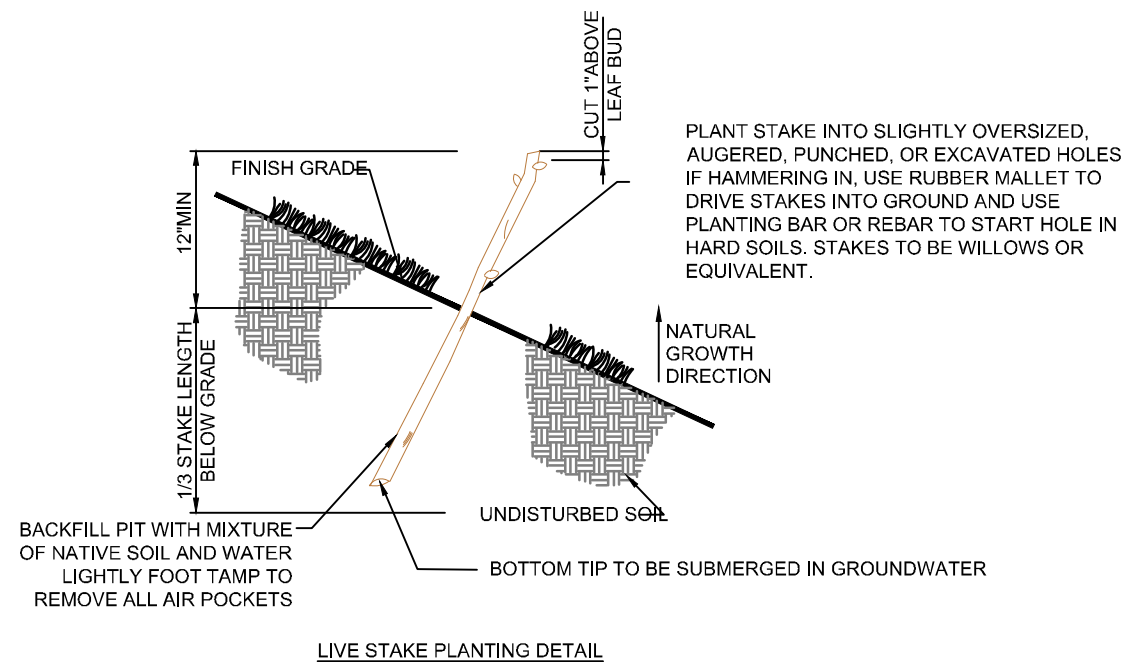 CUT 1"ABOVE
LEAF BUD
PLANT STAKE INTO SLIGHTLY OVERSIZED,
AUGERED, PUNCHED, OR EXCAVATED HOLES
IF HAMMERING IN, USE RUBBER MALLET TO
DRIVE STAKES INTO GROUND AND USE
PLANTING BAR OR REBAR TO START HOLE IN
HARD SOILS. STAKES TO BE WILLOWS OR
EQUIVALENT.
FINISH GRADE
12"MIN
NATURAL
GROWTH
DIRECTION
1/3 STAKE LENGTH
BELOW GRADE
UNDISTURBED SOIL
BACKFILL PIT WITH MIXTURE
OF NATIVE SOIL AND WATER
LIGHTLY FOOT TAMP TO
REMOVE ALL AIR POCKETS
BOTTOM TIP TO BE SUBMERGED IN GROUNDWATER
LIVE STAKE PLANTING DETAIL